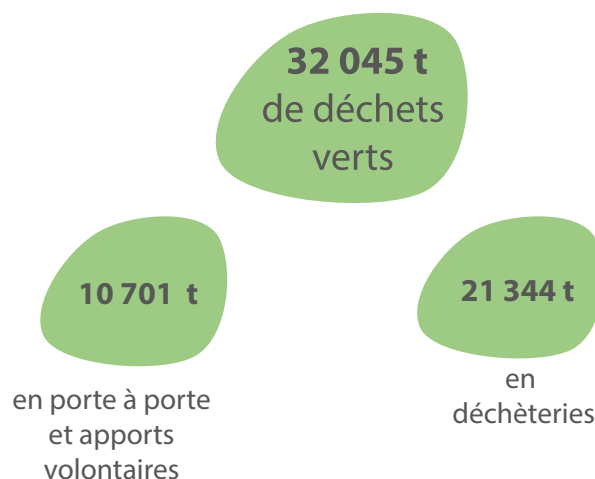 32 045 t
de déchets
verts
10 701 t
en porte à porte
et apports
volontaires
21 344 t
en
déchèteries